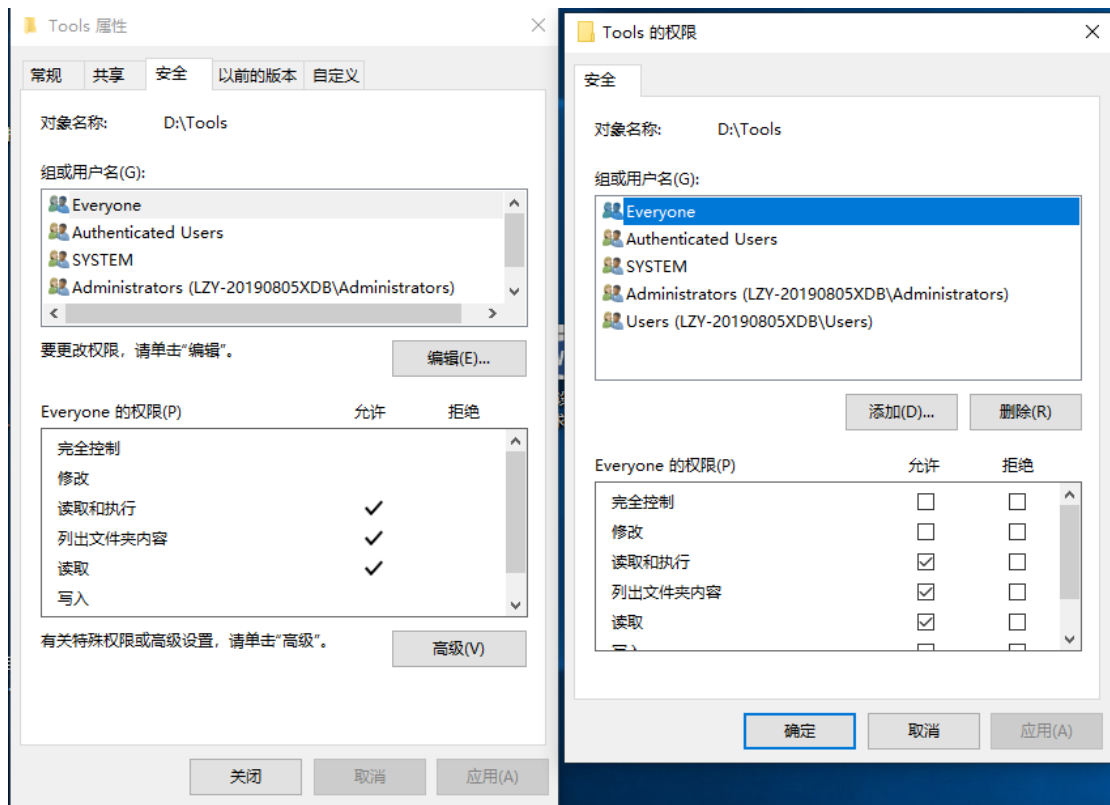 Tools 属性
常规 共享 安全 以前的版本 自定义
对象名称: D:\Tools
组或用户名(G):
Everyone
Authenticated Users
SYSTEM
Administrators (LZY-20190805XDB\Administrators)
要更改权限，请单击“编辑”。
编辑(E)...
Everyone 的权限(P) 允许 拒绝
完全控制
修改
读取和执行
列出文件夹内容
读取
写入
有关特殊权限或高级设置，请单击“高级”。
高级(V)
关闭 取消 应用(A)
Tools 的权限
安全
对象名称: D:\Tools
组或用户名(G):
Everyone
Authenticated Users
SYSTEM
Administrators (LZY-20190805XDB\Administrators)
Users (LZY-20190805XDB\Users)
添加(D)... 删除(R)
Everyone 的权限(P) 允许 拒绝
完全控制
修改
读取和执行
列出文件夹内容
读取
确定 取消 应用(A)